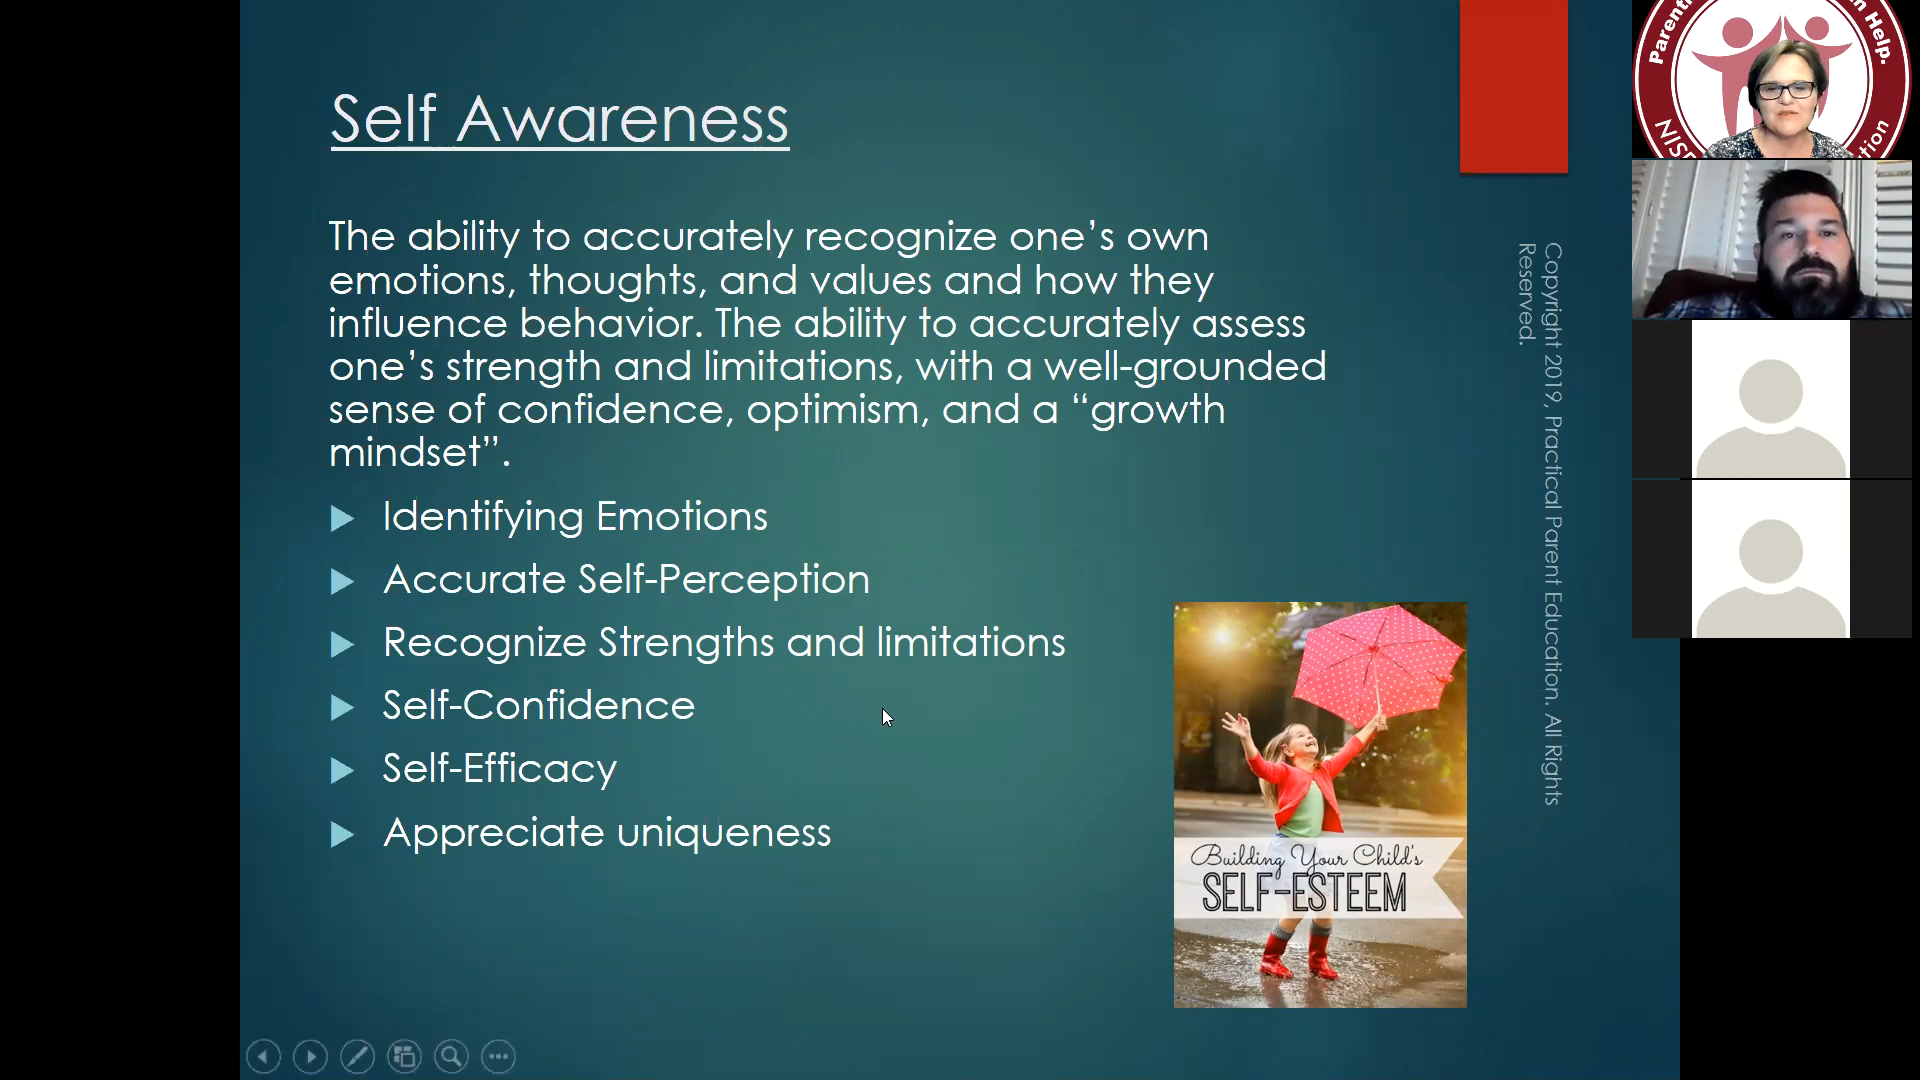 Self Awareness
The ability to accurately recognize one’s own
emotions, thoughts, and values and how they
influence behavior. The ability to accurately assess
one’s strength and limitations, with a well-grounded
sense of confidence, optimism, and a “growth
mindset”.
Identifying Emotions
Accurate Self-Perception
Recognize Strengths and limitations
Self-Confidence
Self-Efficacy
Appreciate uniqueness
Building Your Child's
SELF-ESTEEM
Copyright 2019, Practical Parent Education. All Rights
Reserved.
Help.